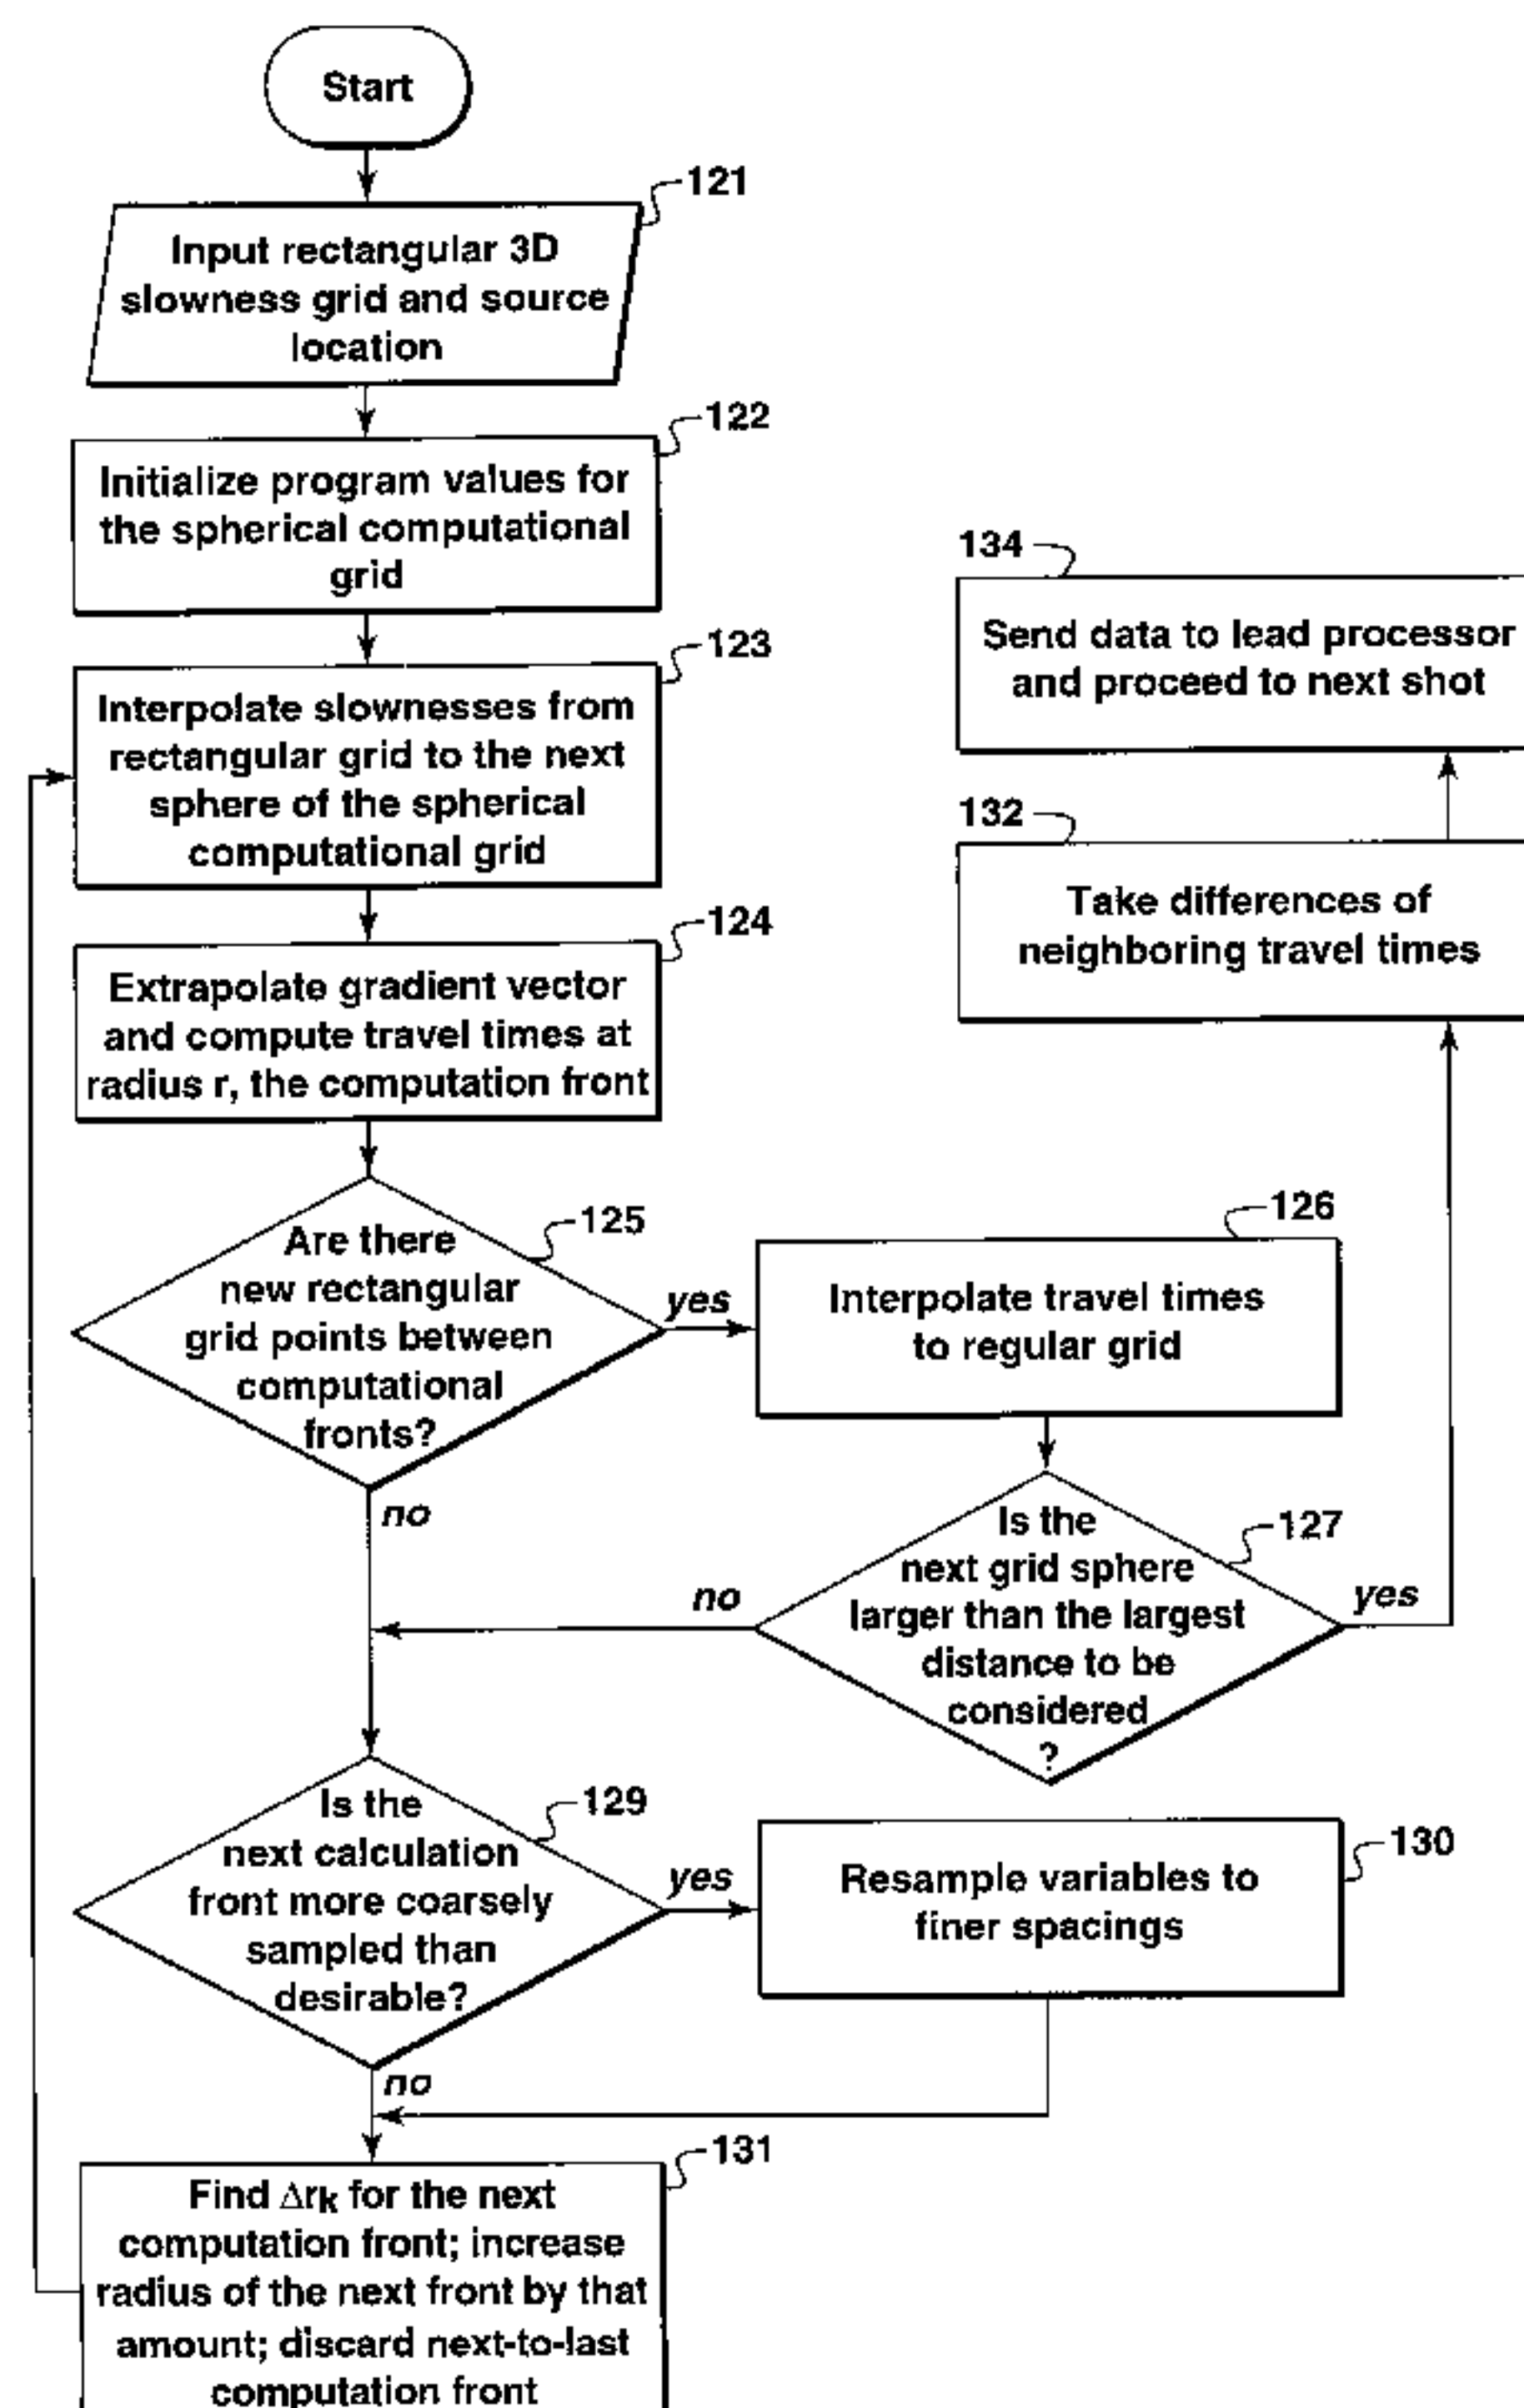 Start
121
Input rectangular 3D
slowness grid and source
location
122
Initialize program values for
the spherical computational
grid
123
Interpolate slownesses from
rectangular grid to the next
sphere of the spherical
computational grid
124
Extrapolate gradient vector
and compute travel times at
radius r, the computation front
125
Are there
new rectangular
grid points between
computational
fronts?
yes
no
126
Interpolate travel times
to regular grid
127
Is the
next grid sphere
larger than the largest
distance to be
considered
?
no
yes
134
Send data to lead processor
and proceed to next shot
132
Take differences of
neighboring travel times
129
Is the
next calculation
front more coarsely
sampled than
desirable?
yes
no
130
Resample variables to
finer spacings
131
Find Δrk for the next
computation front; increase
radius of the next front by that
amount; discard next-to-last
computation front